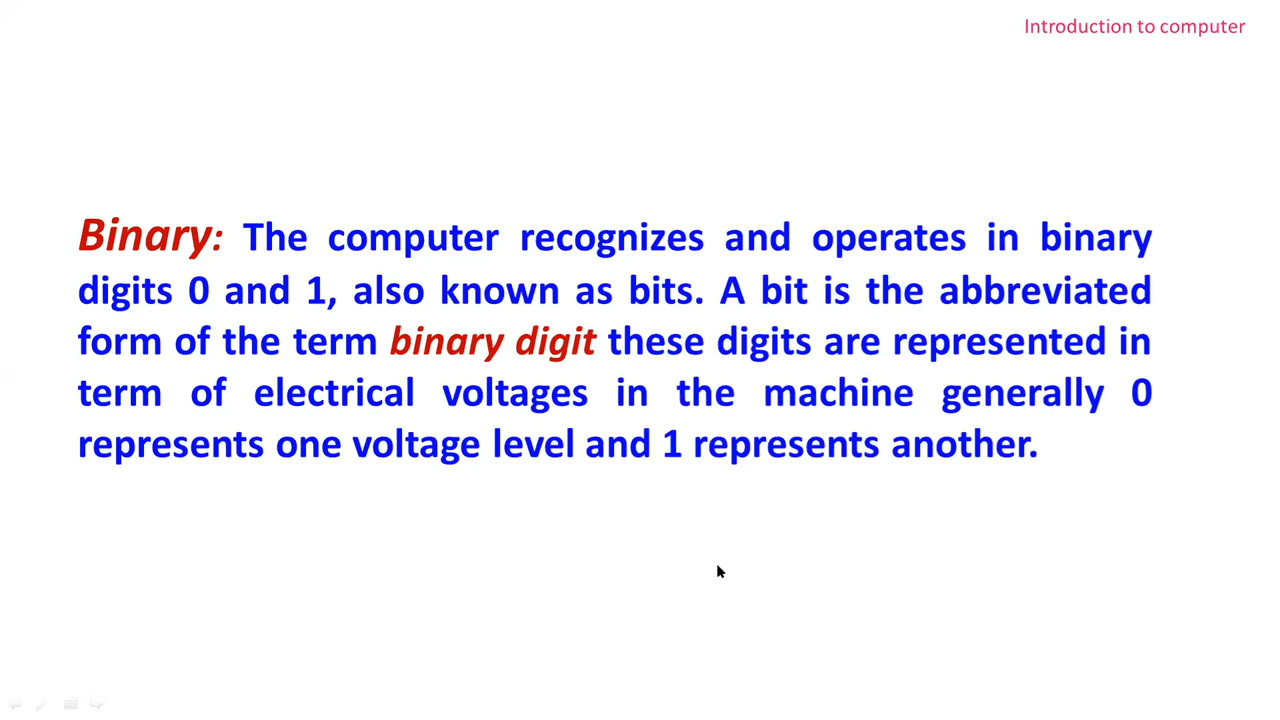 Introduction to computer
Binary: The computer recognizes and operates in binary
digits 0 and 1, also known as bits. A bit is the abbreviated
form of the term binary digit these digits are represented in
term of electrical voltages in the machine generally 0
represents one voltage level and 1 represents another.